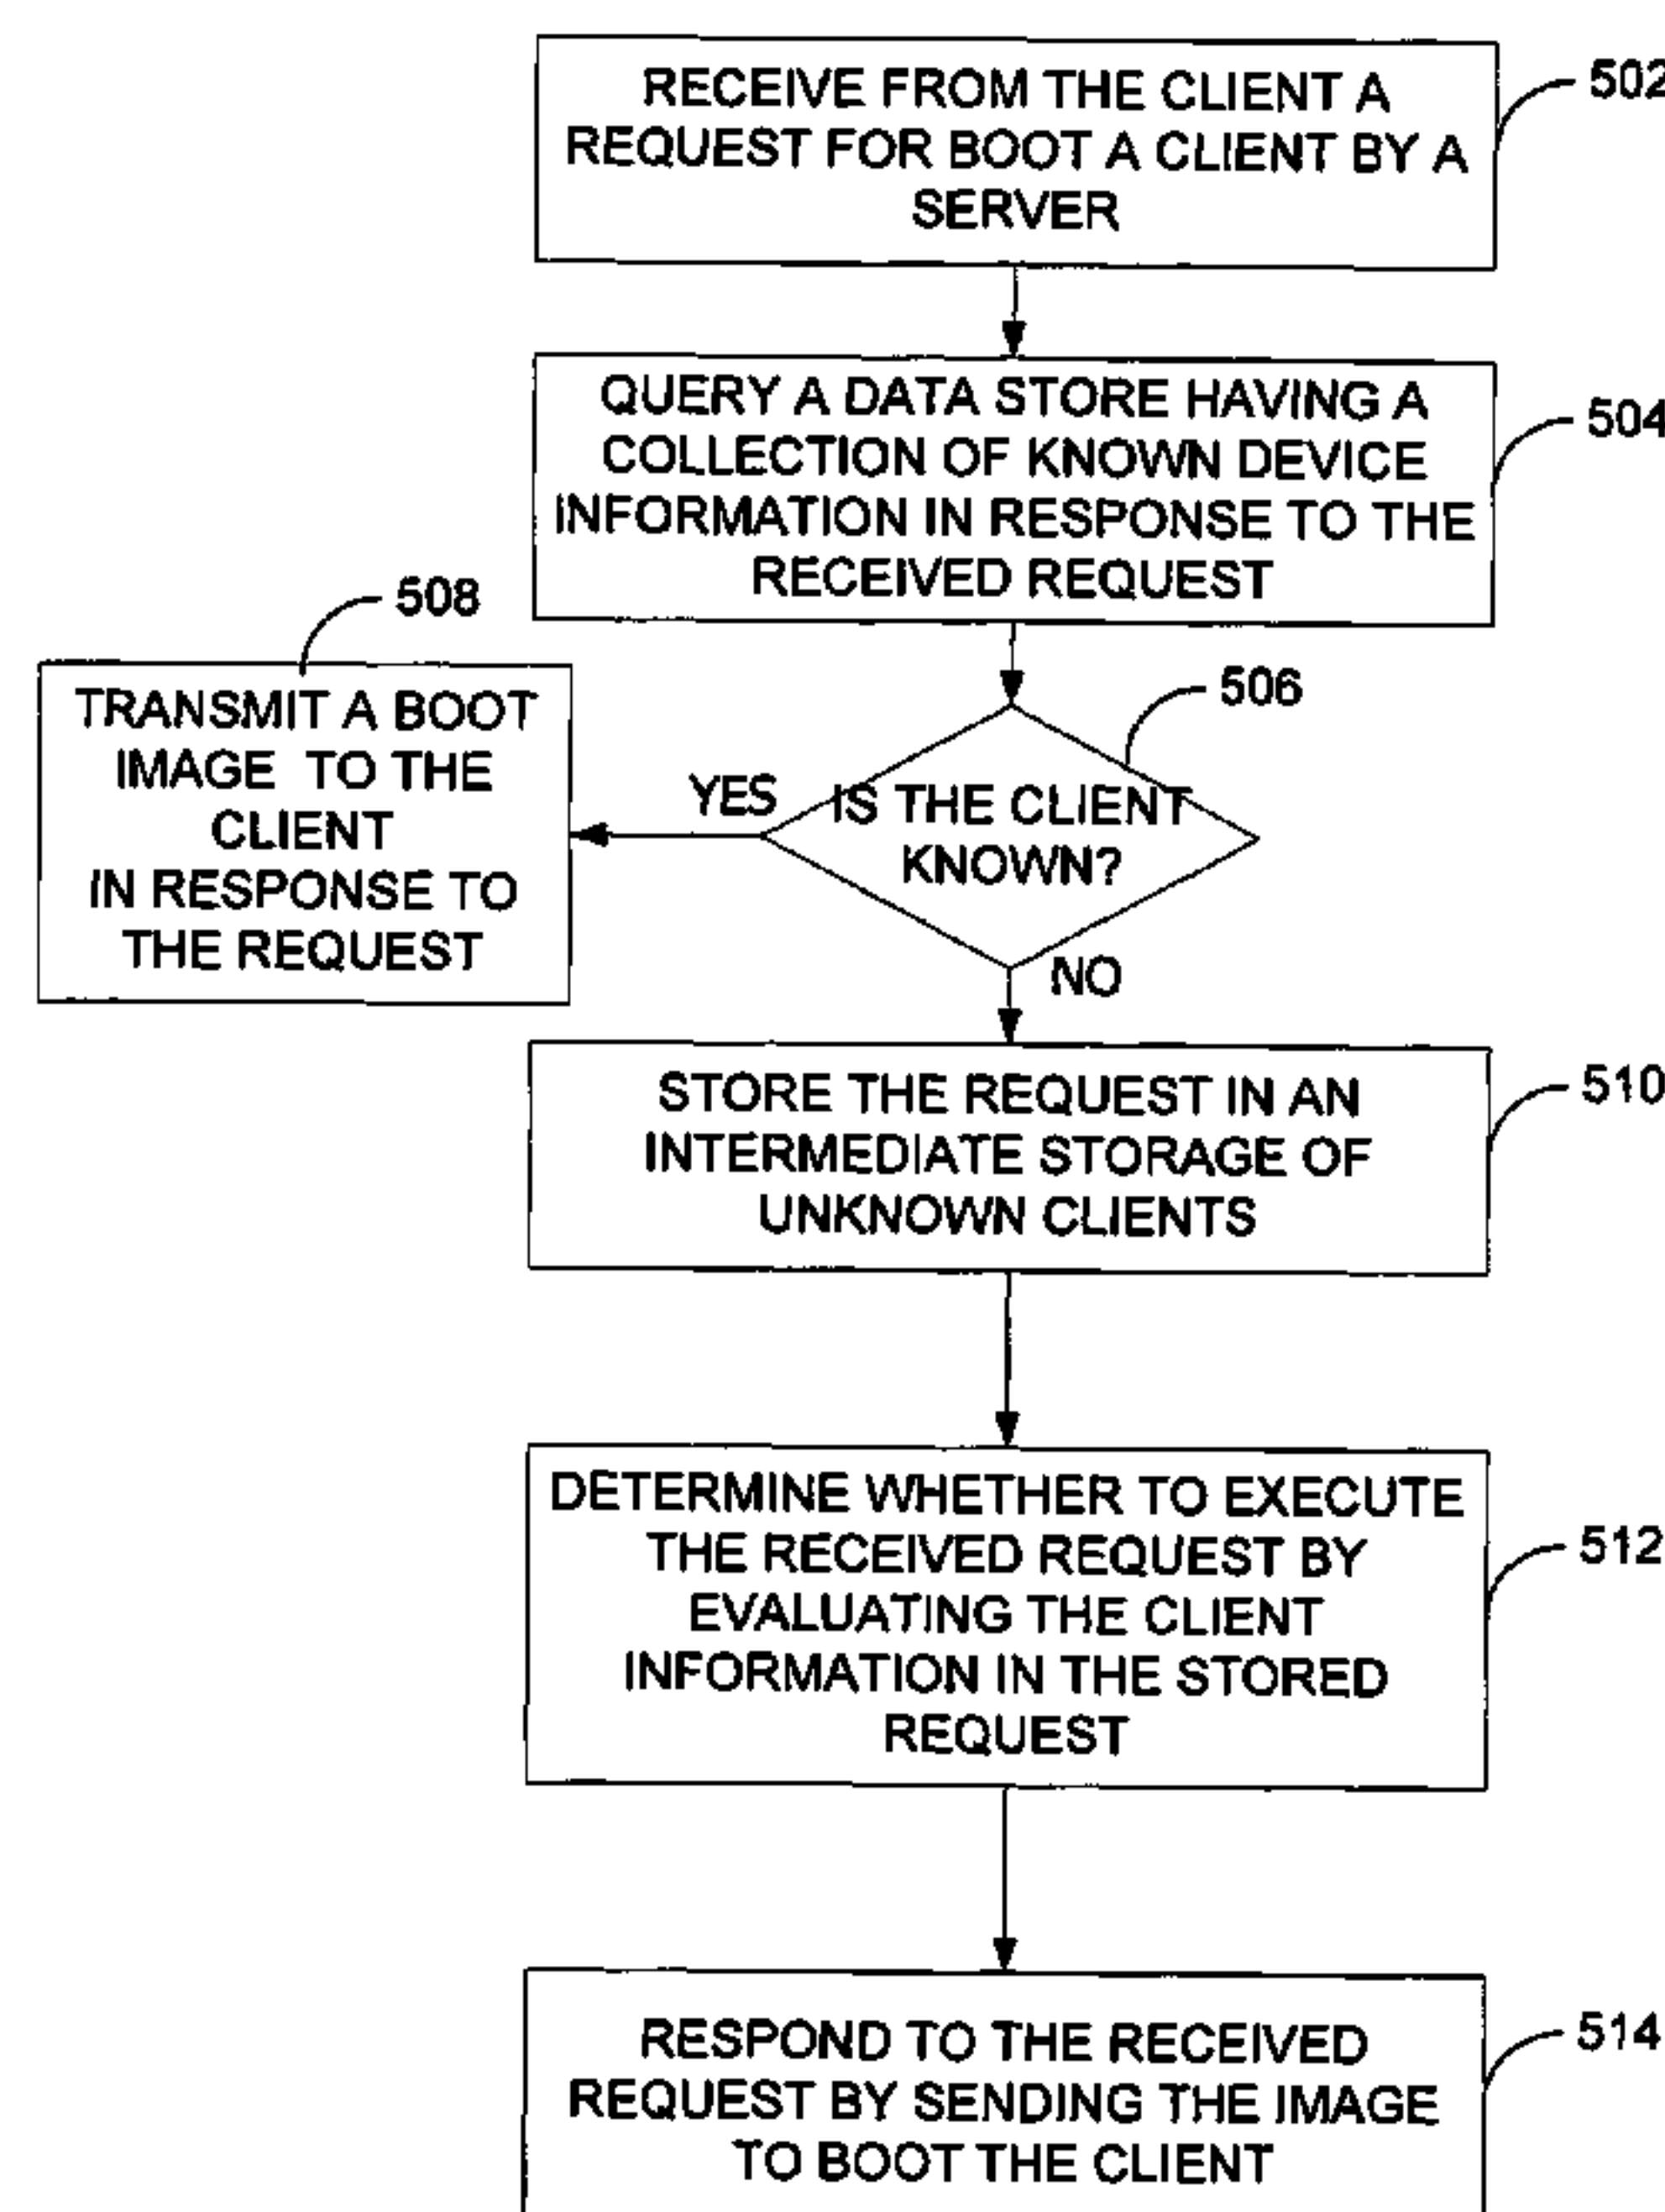 RECEIVE FROM THE CLIENT A
REQUEST FOR BOOT A CLIENT BY A
SERVER
502
QUERY A DATA STORE HAVING A
COLLECTION OF KNOWN DEVICE
INFORMATION IN RESPONSE TO THE
RECEIVED REQUEST
504
508
TRANSMIT A BOOT
IMAGE TO THE
CLIENT
IN RESPONSE TO
THE REQUEST
506
YES
IS THE CLIENT
KNOWN?
NO
STORE THE REQUEST IN AN
INTERMEDIATE STORAGE OF
UNKNOWN CLIENTS
510
DETERMINE WHETHER TO EXECUTE
THE RECEIVED REQUEST BY
EVALUATING THE CLIENT
INFORMATION IN THE STORED
REQUEST
512
RESPOND TO THE RECEIVED
REQUEST BY SENDING THE IMAGE
TO BOOT THE CLIENT
514